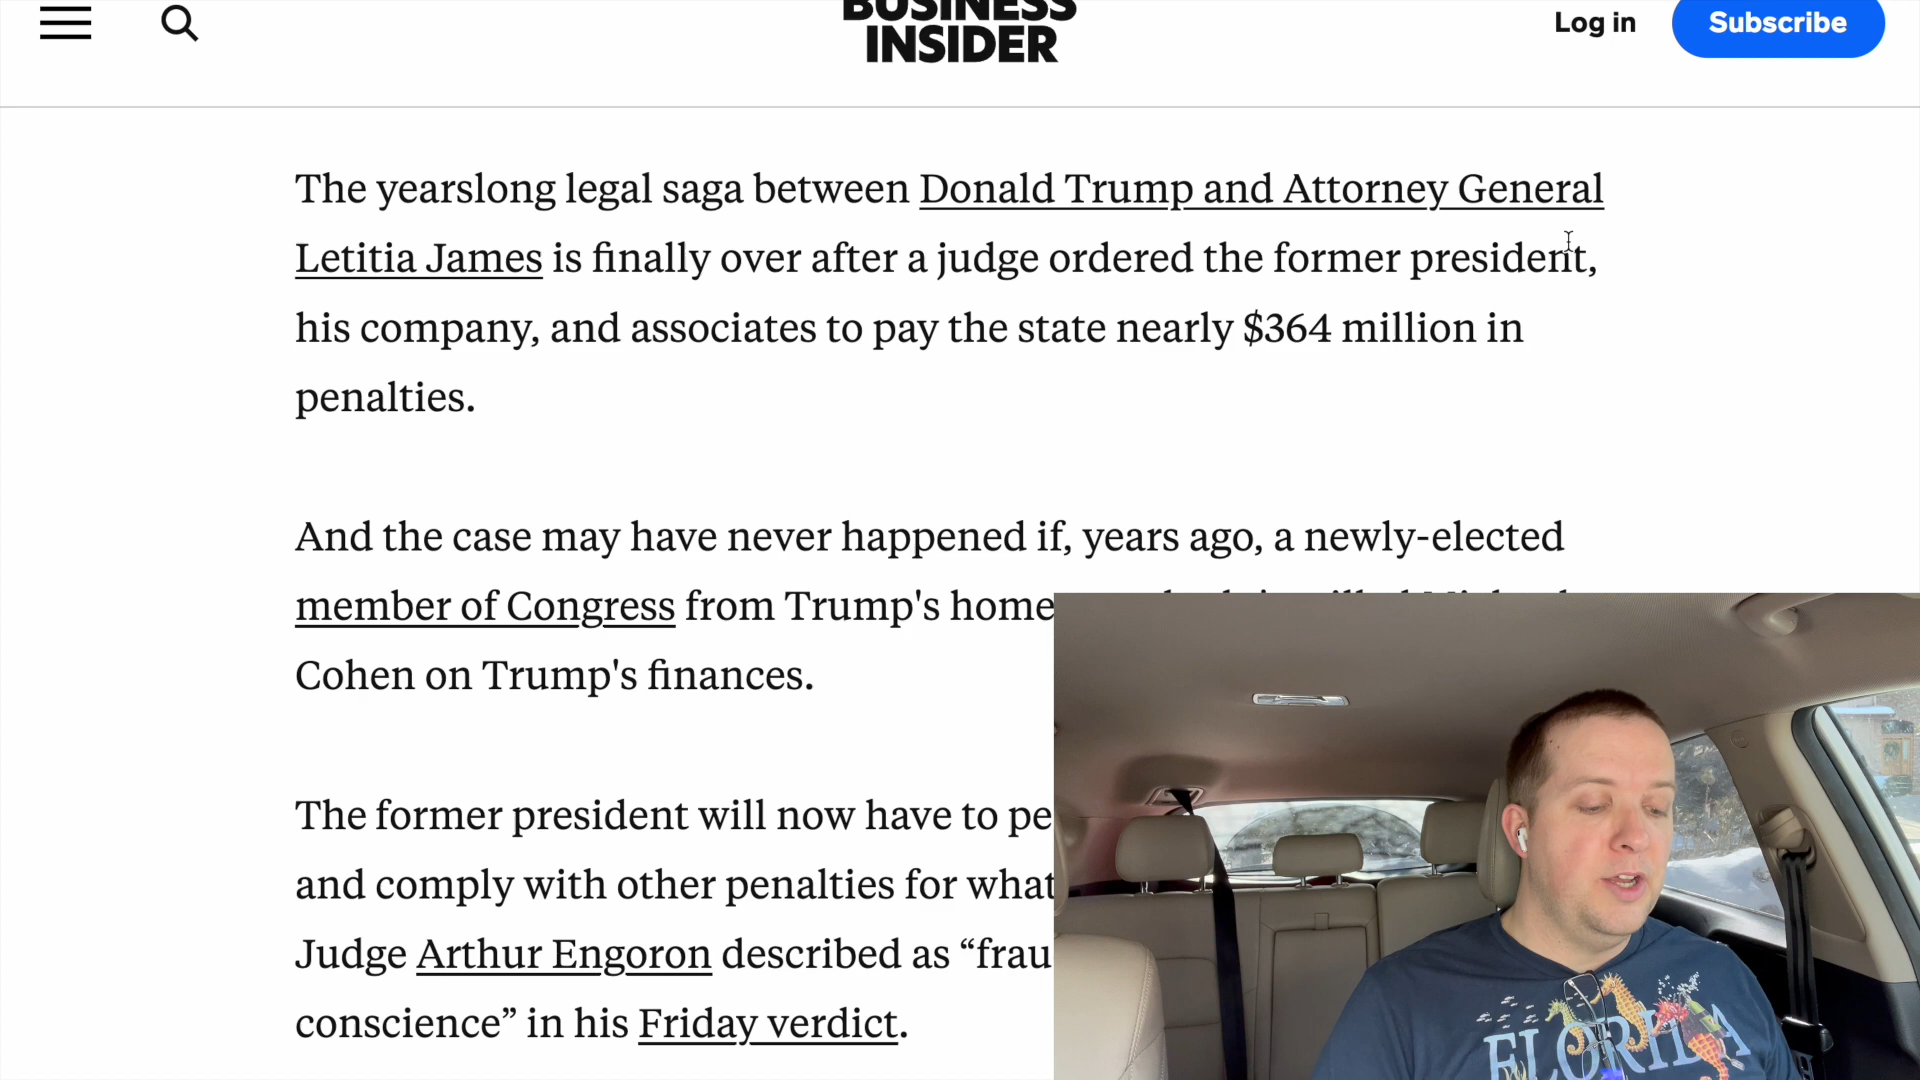 BUSINESS
INSIDER
Log in
Subscribe
The yearslong legal saga between Donald Trump and Attorney General
Letitia James is finally over after a judge ordered the former president,
his company, and associates to pay the state nearly $364 million in
penalties.
And the case may have never happened if, years ago, a newly-elected
member of Congress from Trump's home
Cohen on Trump's finances.
The former president will now have to pe
and comply with other penalties for what
Judge Arthur Engoron described as “frau
conscience” in his Friday verdict.
FLORIDA